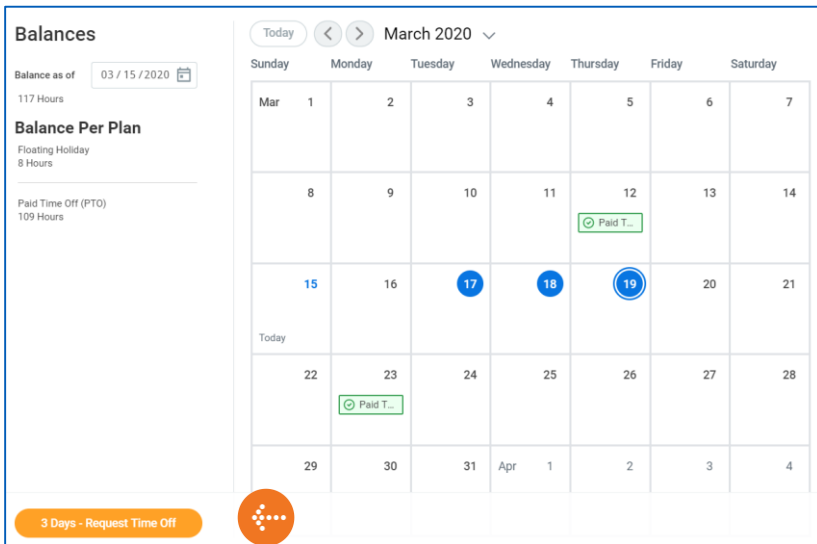 Balances
Balance as of 03 / 15 / 2020
117 Hours
Balance Per Plan
Floating Holiday
8 Hours
Paid Time Off (PTO)
109 Hours
Today March 2020
Sunday Monday Tuesday Wednesday Thursday Friday Saturday
Mar 1 2 3 4 5 6 7
8 9 10 11 12 13 14
Paid T...
15 16 17 18 19 20 21
Today
22 23 24 25 26 27 28
Paid T...
29 30 31 Apr 1 2 3 4
3 Days - Request Time Off